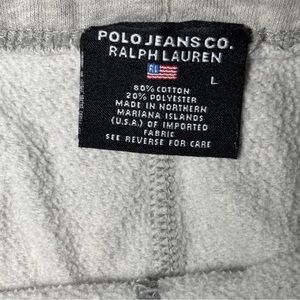 POLO JEANS CO.
RALPH LAUREN
RL
L
80% COTTON
20% POLYESTER
MADE IN NORTHERN
MARIANA ISLANDS
(U.S.A.) OF IMPORTED
FABRIC
SEE REVERSE FOR CARE